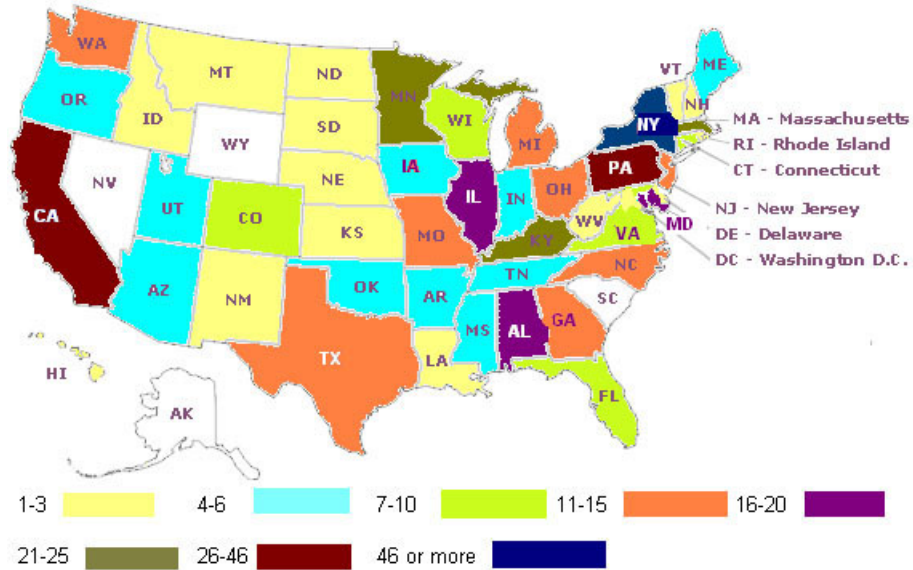 WA
MT
ND
MN
VT
ME
OR
ID
SD
WI
NH
WY
MI
NY
MA - Massachusetts
RI - Rhode Island
CT - Connecticut
NV
NE
IA
PA
CA
UT
CO
IL
IN
OH
NJ - New Jersey
KS
MO
WV
VA
MD
DE - Delaware
KY
DC - Washington D.C.
AZ
NM
OK
AR
TN
NC
SC
MS
AL
GA
TX
LA
HI
FL
AK
1-3
4-6
7-10
11-15
16-20
21-25
26-46
46 or more